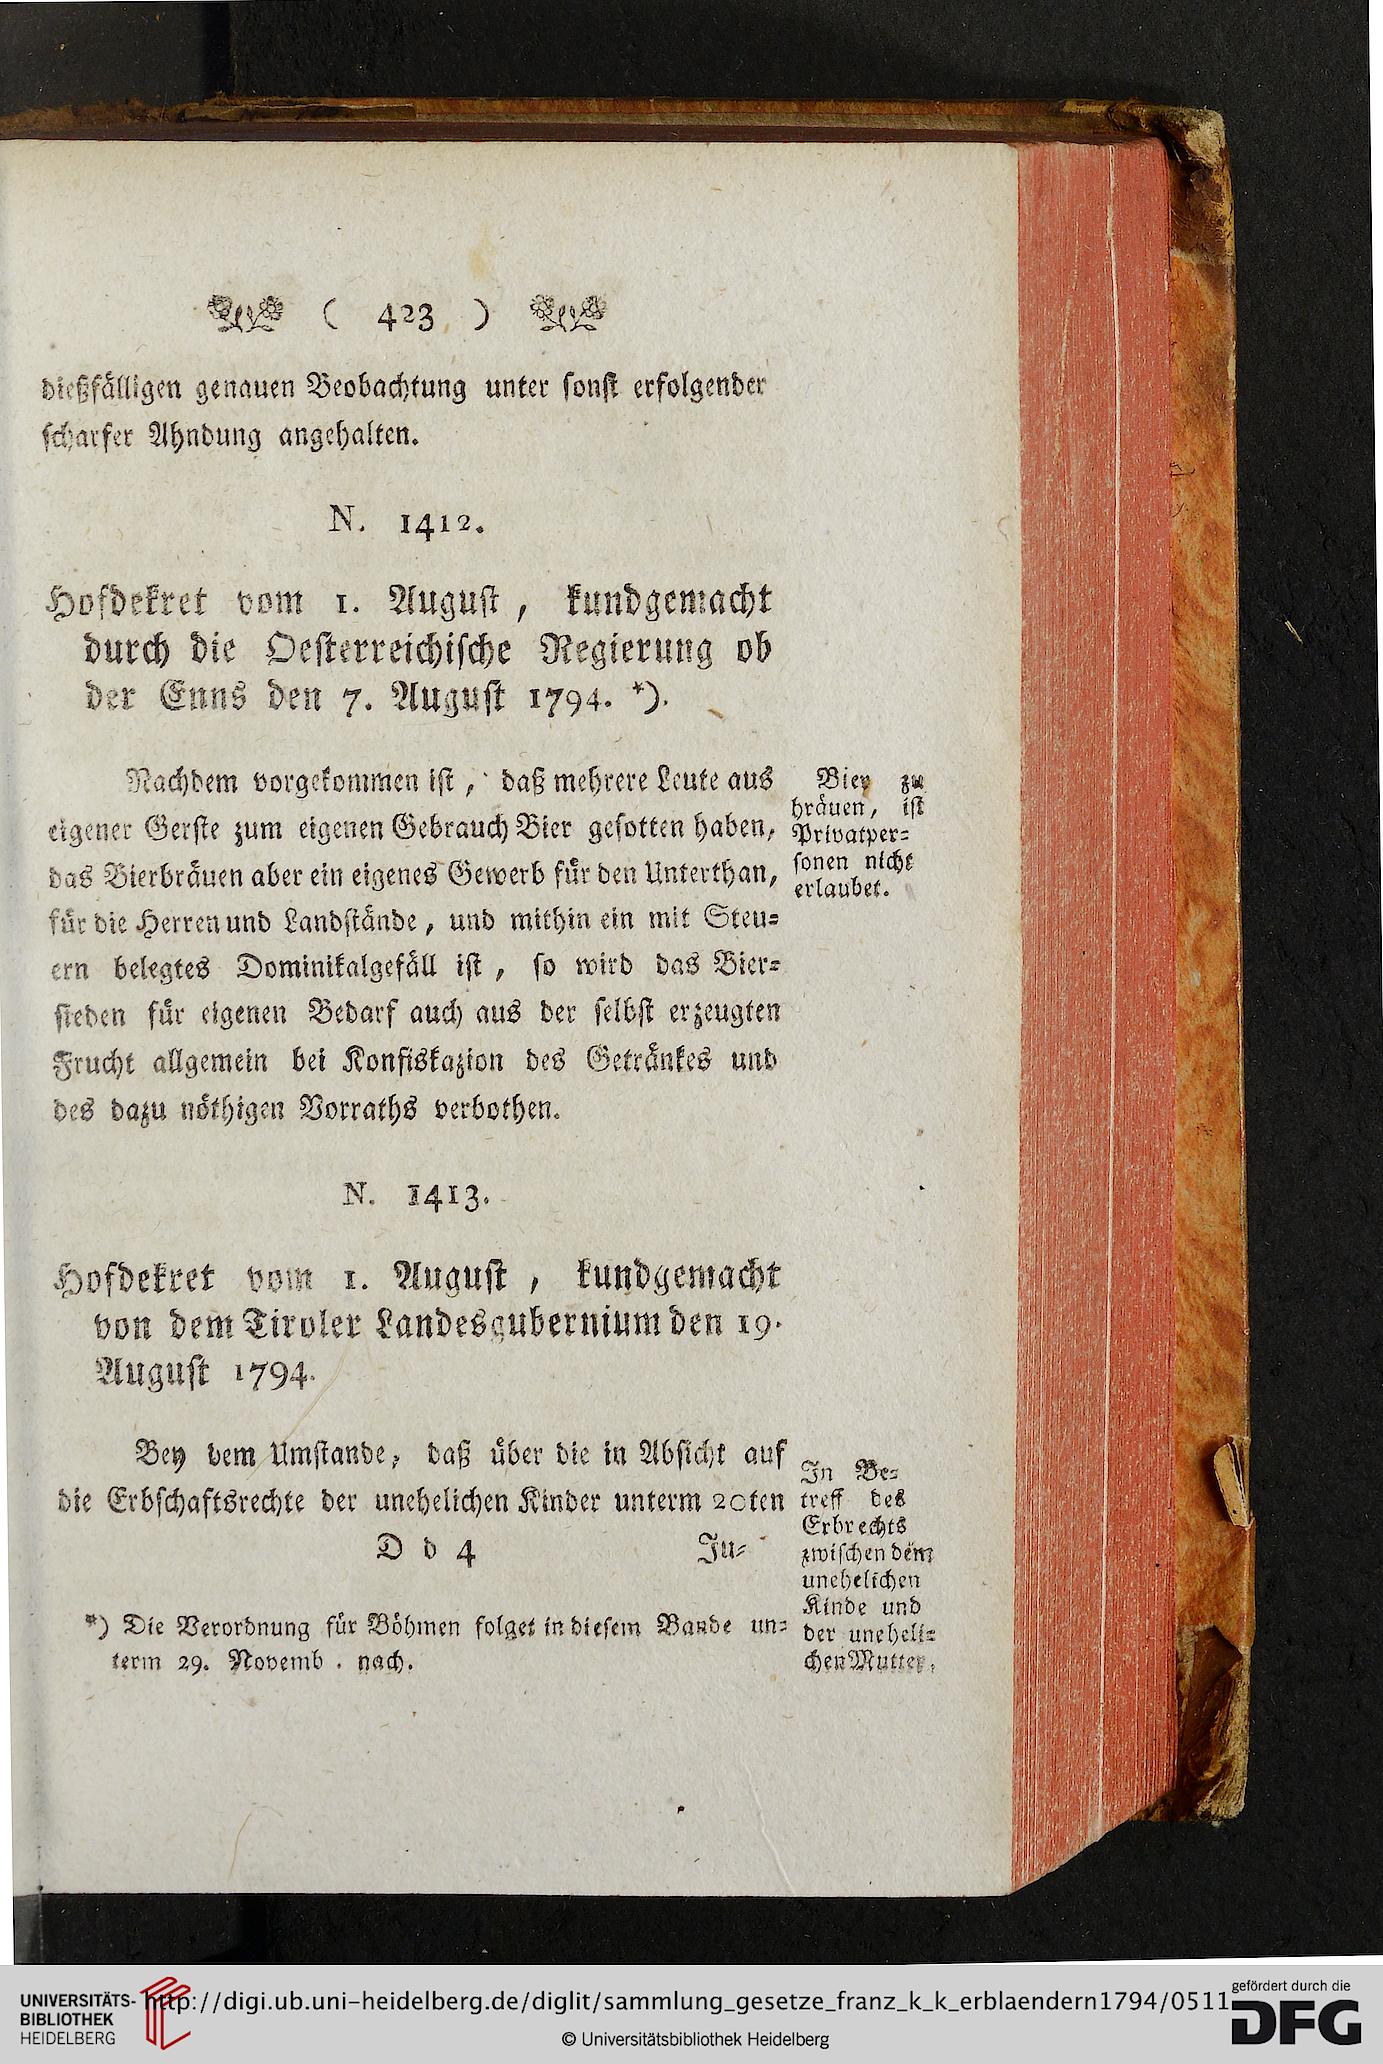 ( 423 )
dießfälligen genauen Beobachtung unter sonst erfolgender
scharfer Ahndung angehalten.
N. 1412.
Hofdekret vom 1. August, kundgemacht
durch die Oesterreichische Regierung ob
der Enns den 7. August 1794. *).
Nachdem vorgekommen ist, daß mehrere Leute aus
eigener Gerste zum eigenen Gebrauch Bier gesotten haben,
das Bierbräuen aber ein eigenes Gewerb für den Unterthan,
für die Herren und Landstände, und mithin ein mit Steu-
ern belegtes Dominikalgefäll ist, so wird das Bier-
sieden für eigenen Bedarf auch aus der selbst erzeugten
Frucht allgemein bei Konfiskazion des Getränkes und
des dazu nöthigen Vorraths verbothen.
Bier zu
bräuen, ist
Privatper-
sonen nicht
erlaubet.
N. 1413.
Hofdekret vom 1. August, kundgemacht
von dem Tiroler Landesgubernium den 19.
August 1794.
Bey dem Umstande, daß über die in Absicht auf
die Erbschaftsrechte der unehelichen Kinder unterm 20ten
D d 4 Ju-
In Be-
treff des
Erbrechts
zwischen dem
unehelichen
Kinde und
der uneheli-
chen Mutter.
*) Die Verordnung für Böhmen folget in diesem Bande un-
term 29. Novemb. nach.
UNIVERSITÄTS-
BIBLIOTHEK
HEIDELBERG
http://digi.ub.uni-heidelberg.de/diglit/sammlung_gesetze_franz_k_k_erblaendern1794/0511
© Universitätsbibliothek Heidelberg
gefördert durch die
DFG